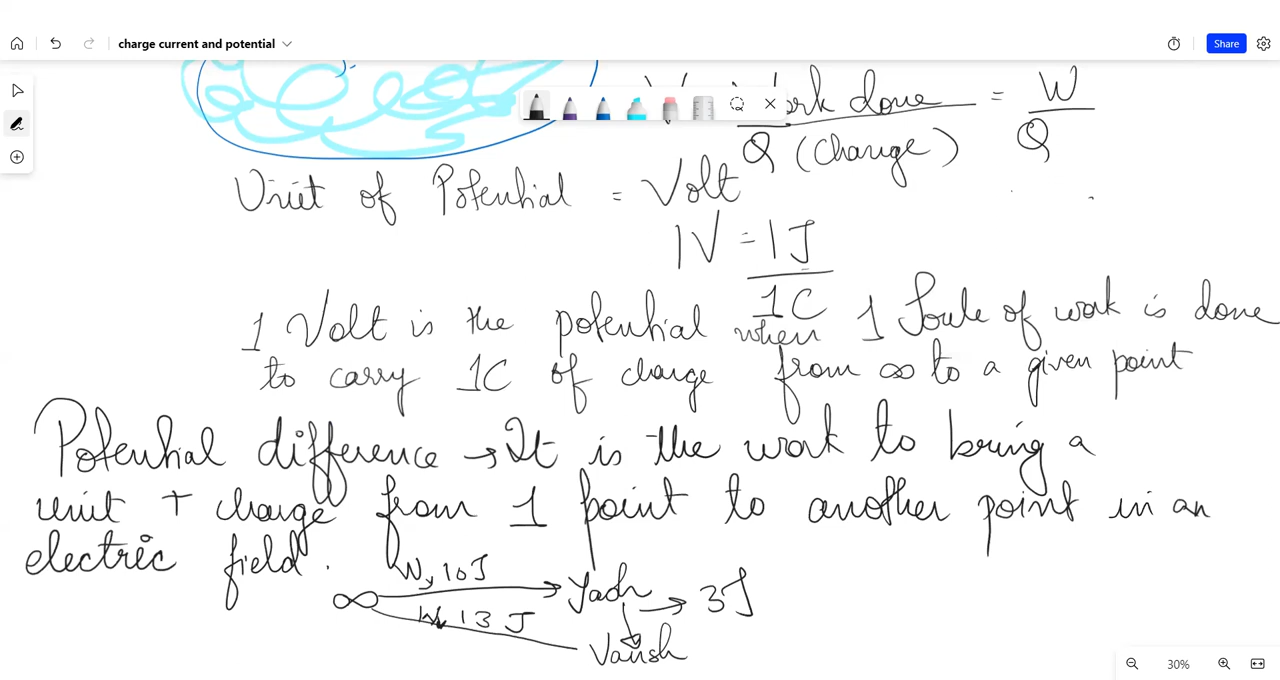 charge current and potential
Share
work done = W
Q (charge) Q
Unit of Potential = Volt
1V = 1J
1C
1 Volt is the potential when 1 Joule of work is done
to carry 1C of charge from ∞ to a given point
Potential difference → It is the work to bring a
unit + charge from 1 point to another point in an
electric field.
∞ Wy 10J → Yash → 3J
W 13 J
Vansh
30%